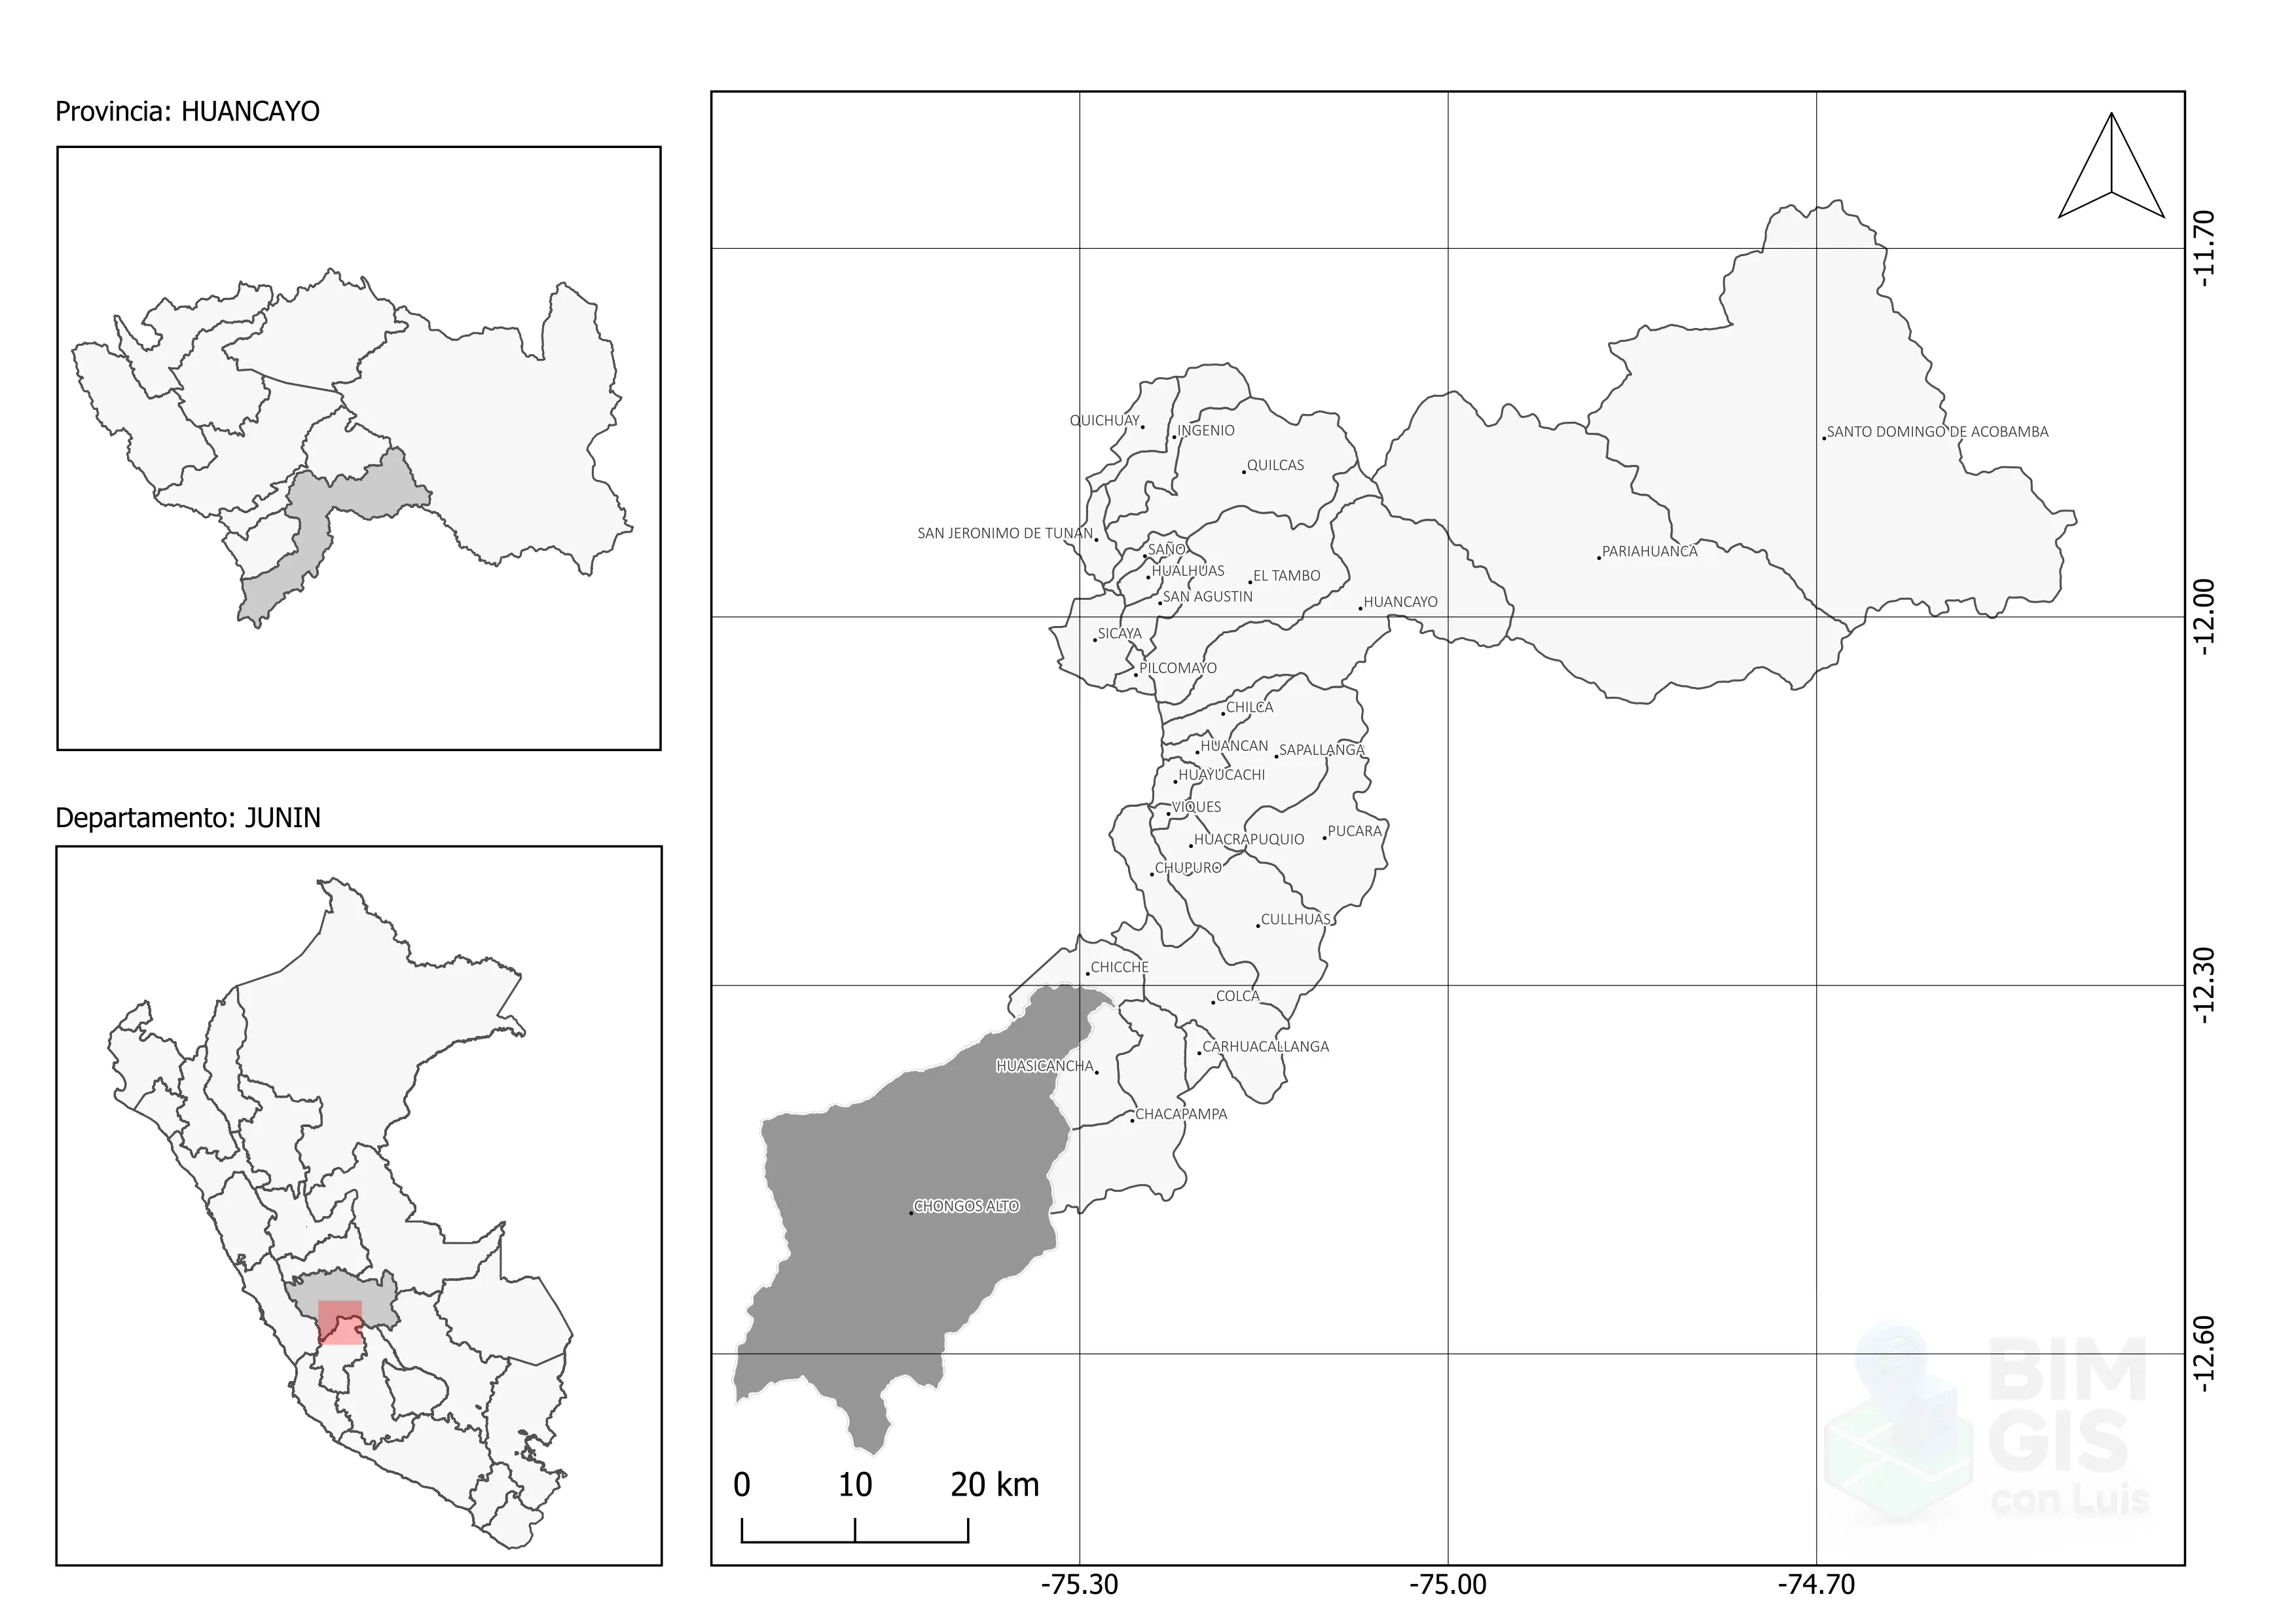 Provincia: HUANCAYO
Departamento: JUNIN
QUICHUAY
INGENIO
SANTO DOMINGO DE ACOBAMBA
QUILCAS
SAN JERONIMO DE TUNAN
SAÑO
PARIAHUANCA
HUALHUAS
EL TAMBO
SAN AGUSTIN
HUANCAYO
SICAYA
PILCOMAYO
CHILCA
HUANCAN
SAPALLANGA
HUAYUCACHI
VIQUES
PUCARA
HUACRAPUQUIO
CHUPURO
CULLHUAS
CHICCHE
COLCA
CARHUACALLANGA
HUASICANCHA
CHACAPAMPA
CHONGOS ALTO
0 10 20 km
-11.70
-12.00
-12.30
-12.60
-75.30 -75.00 -74.70
BIM
GIS
con Luis